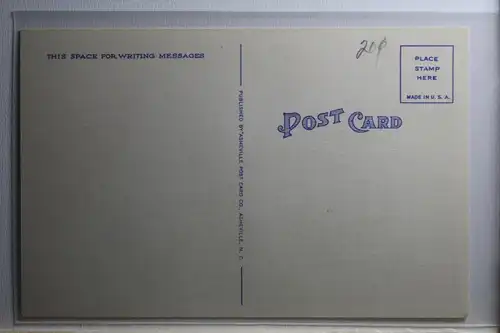 THIS SPACE FOR WRITING MESSAGES
20¢
PLACE
STAMP
HERE
MADE IN U.S.A.
POST CARD
PUBLISHED BY ASHEVILLE POST CARD CO., ASHEVILLE, N. C.